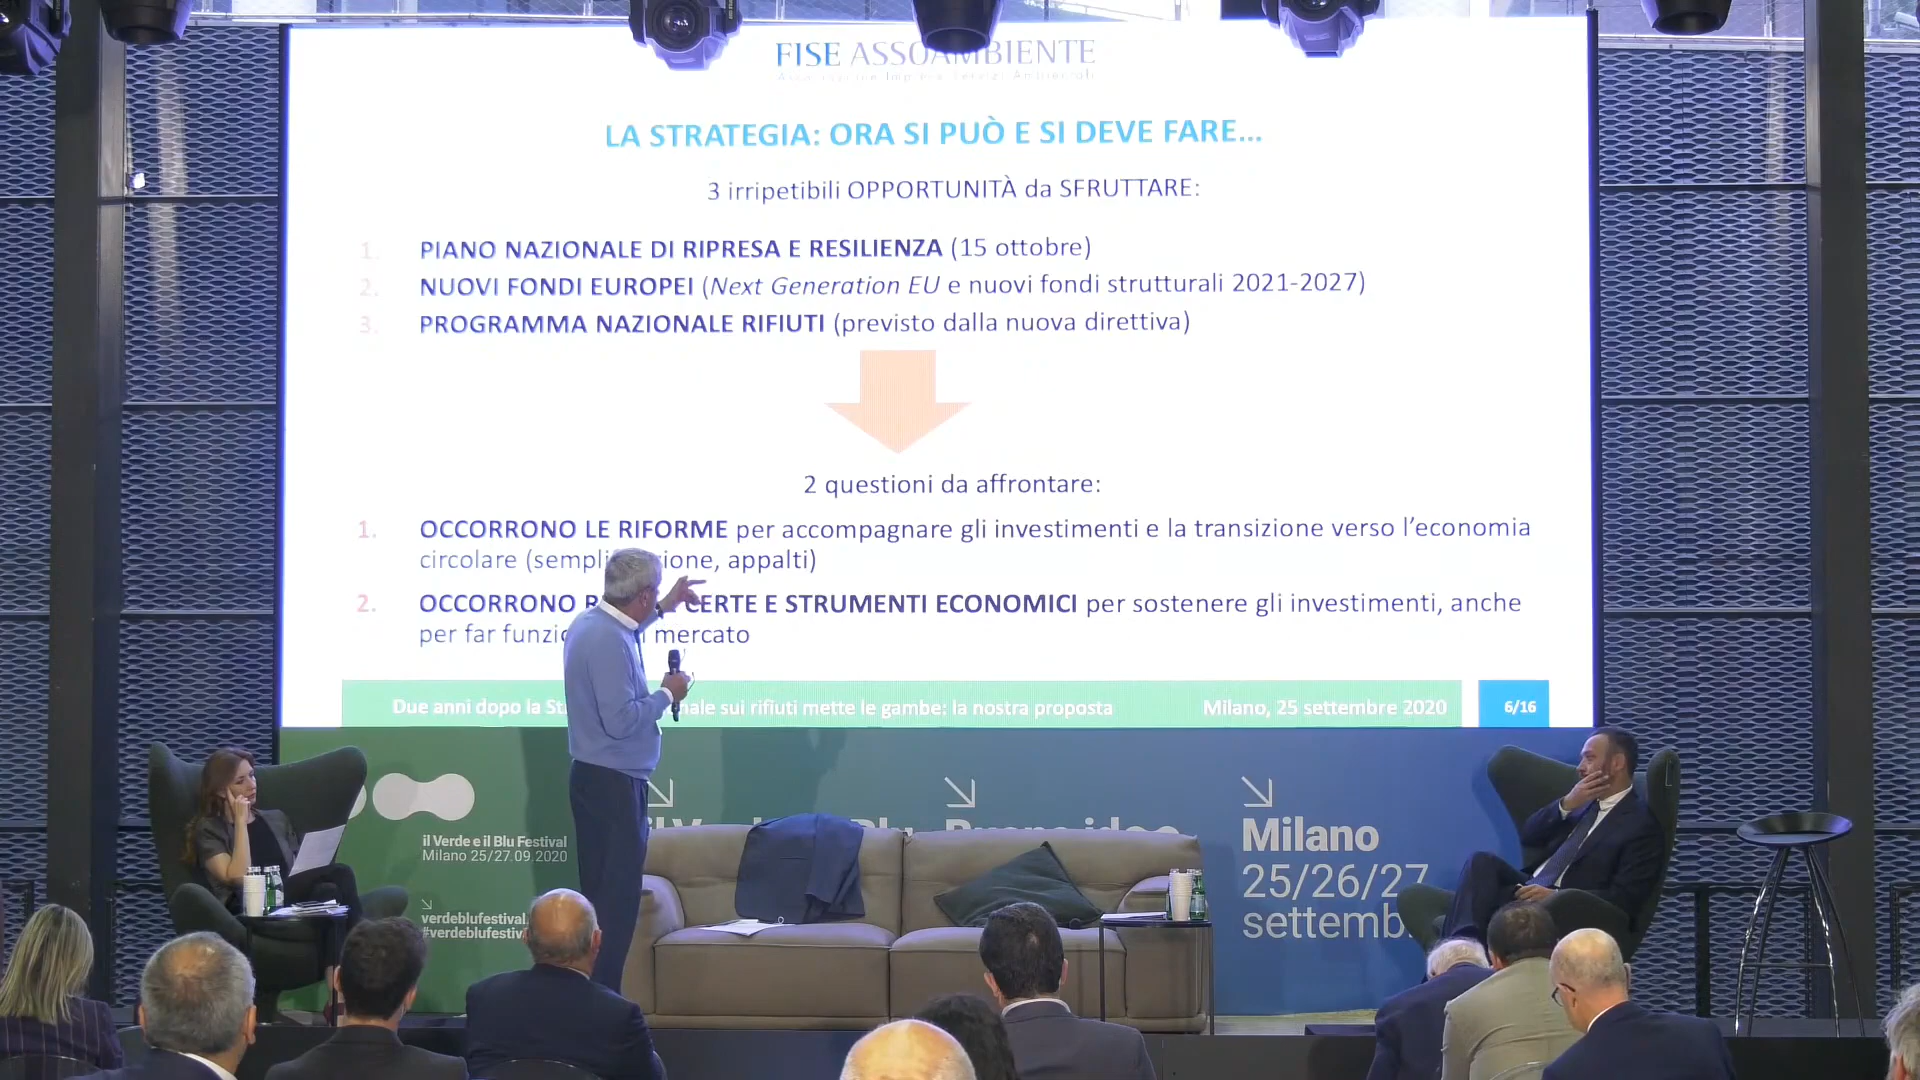 FISE ASSOAMBIENTE
LA STRATEGIA: ORA SI PUÒ E SI DEVE FARE...
3 irripetibili OPPORTUNITÀ da SFRUTTARE:
1. PIANO NAZIONALE DI RIPRESA E RESILIENZA (15 ottobre)
2. NUOVI FONDI EUROPEI (Next Generation EU e nuovi fondi strutturali 2021-2027)
3. PROGRAMMA NAZIONALE RIFIUTI (previsto dalla nuova direttiva)
2 questioni da affrontare:
1. OCCORRONO LE RIFORME per accompagnare gli investimenti e la transizione verso l'economia
circolare (sempli ione, appalti)
2. OCCORRONO CERTE E STRUMENTI ECONOMICI per sostenere gli investimenti, anche
per far funzio mercato
Due anni dopo la St nale sui rifiuti mette le gambe: la nostra proposta Milano, 25 settembre 2020 6/16
il Verde e il Blu Festival
Milano 25/27.09.2020
verdeblufestival.
#verdeblufestiv
Milano
25/26/27
settemb